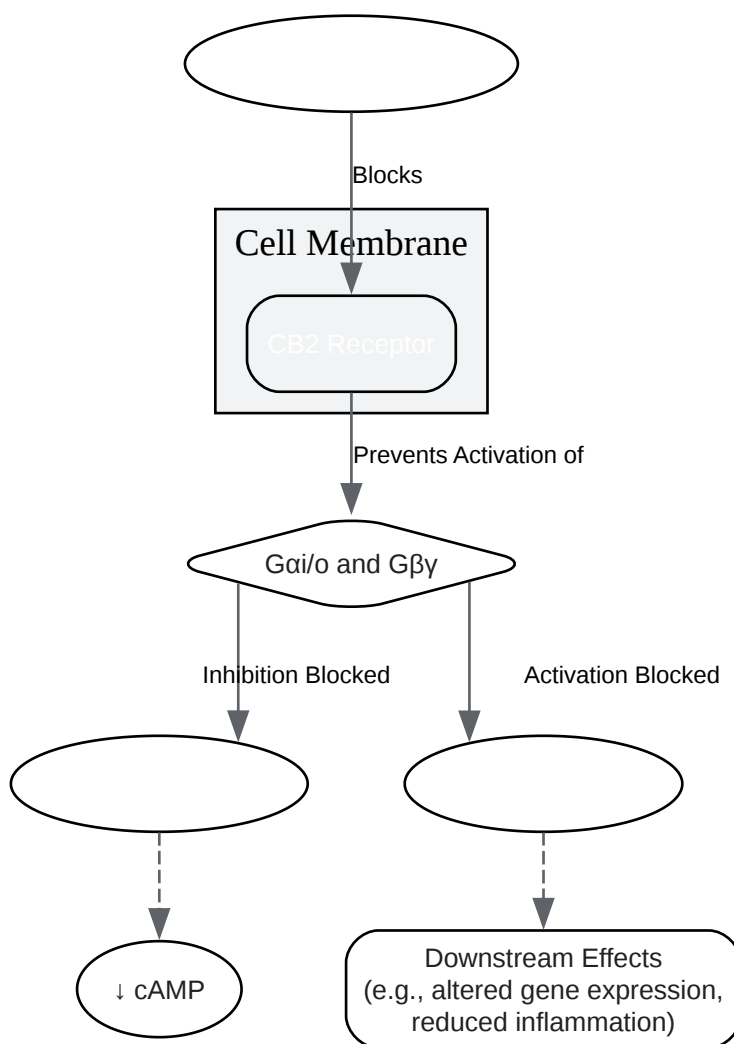 Blocks
Cell Membrane
CB2 Receptor
Prevents Activation of
Gαi/o and Gβγ
Inhibition Blocked
Activation Blocked
↓ cAMP
Downstream Effects
(e.g., altered gene expression,
reduced inflammation)